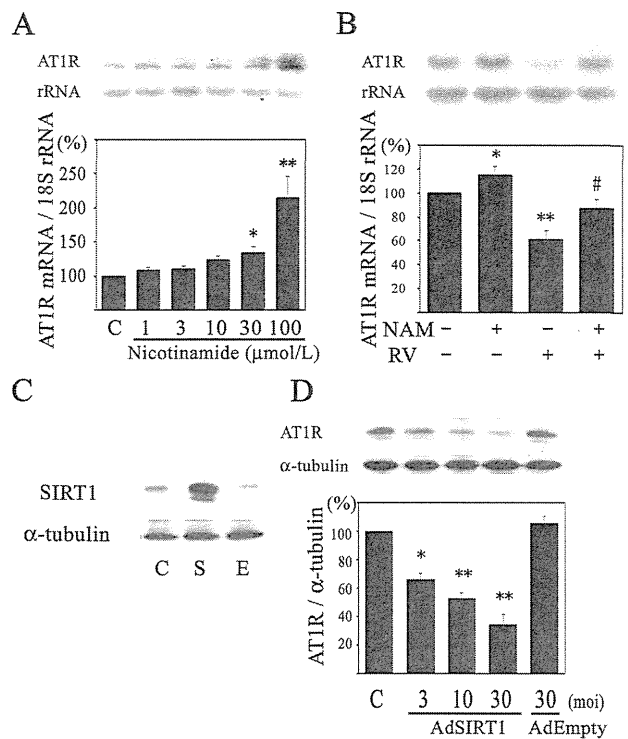 A
AT1R
rRNA
AT1R mRNA / 18S rRNA
(%)
250
200
150
100
**
*
C 1 3 10 30 100
Nicotinamide (μmol/L)
B
AT1R
rRNA
AT1R mRNA / 18S rRNA
(%)
120
100
80
60
40
20
*
**
#
NAM − + − +
RV − − + +
C
SIRT1
α-tubulin
C S E
D
AT1R
α-tubulin
AT1R / α-tubulin
(%)
100
80
60
40
20
*
**
**
C 3 10 30 30 (moi)
AdSIRT1 AdEmpty